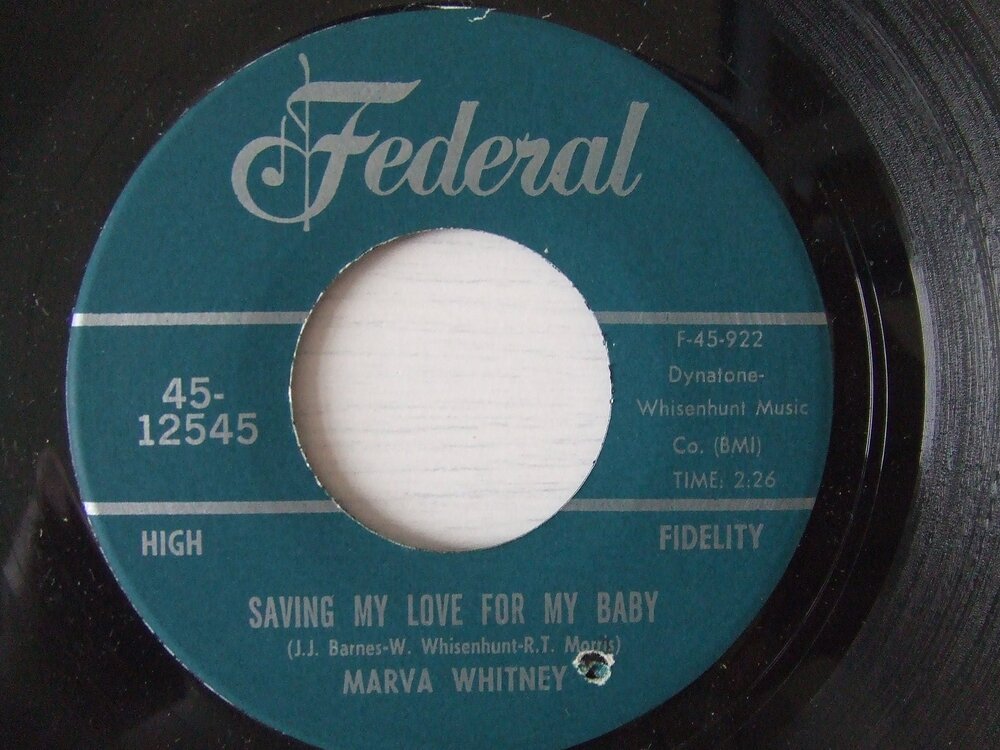 Federal
45-
12545
F-45-922
Dynatone-
Whisenhunt Music
Co. (BMI)
TIME: 2:26
HIGH
FIDELITY
SAVING MY LOVE FOR MY BABY
(J.J. Barnes-W. Whisenhunt-R.T. Morris)
MARVA WHITNEY